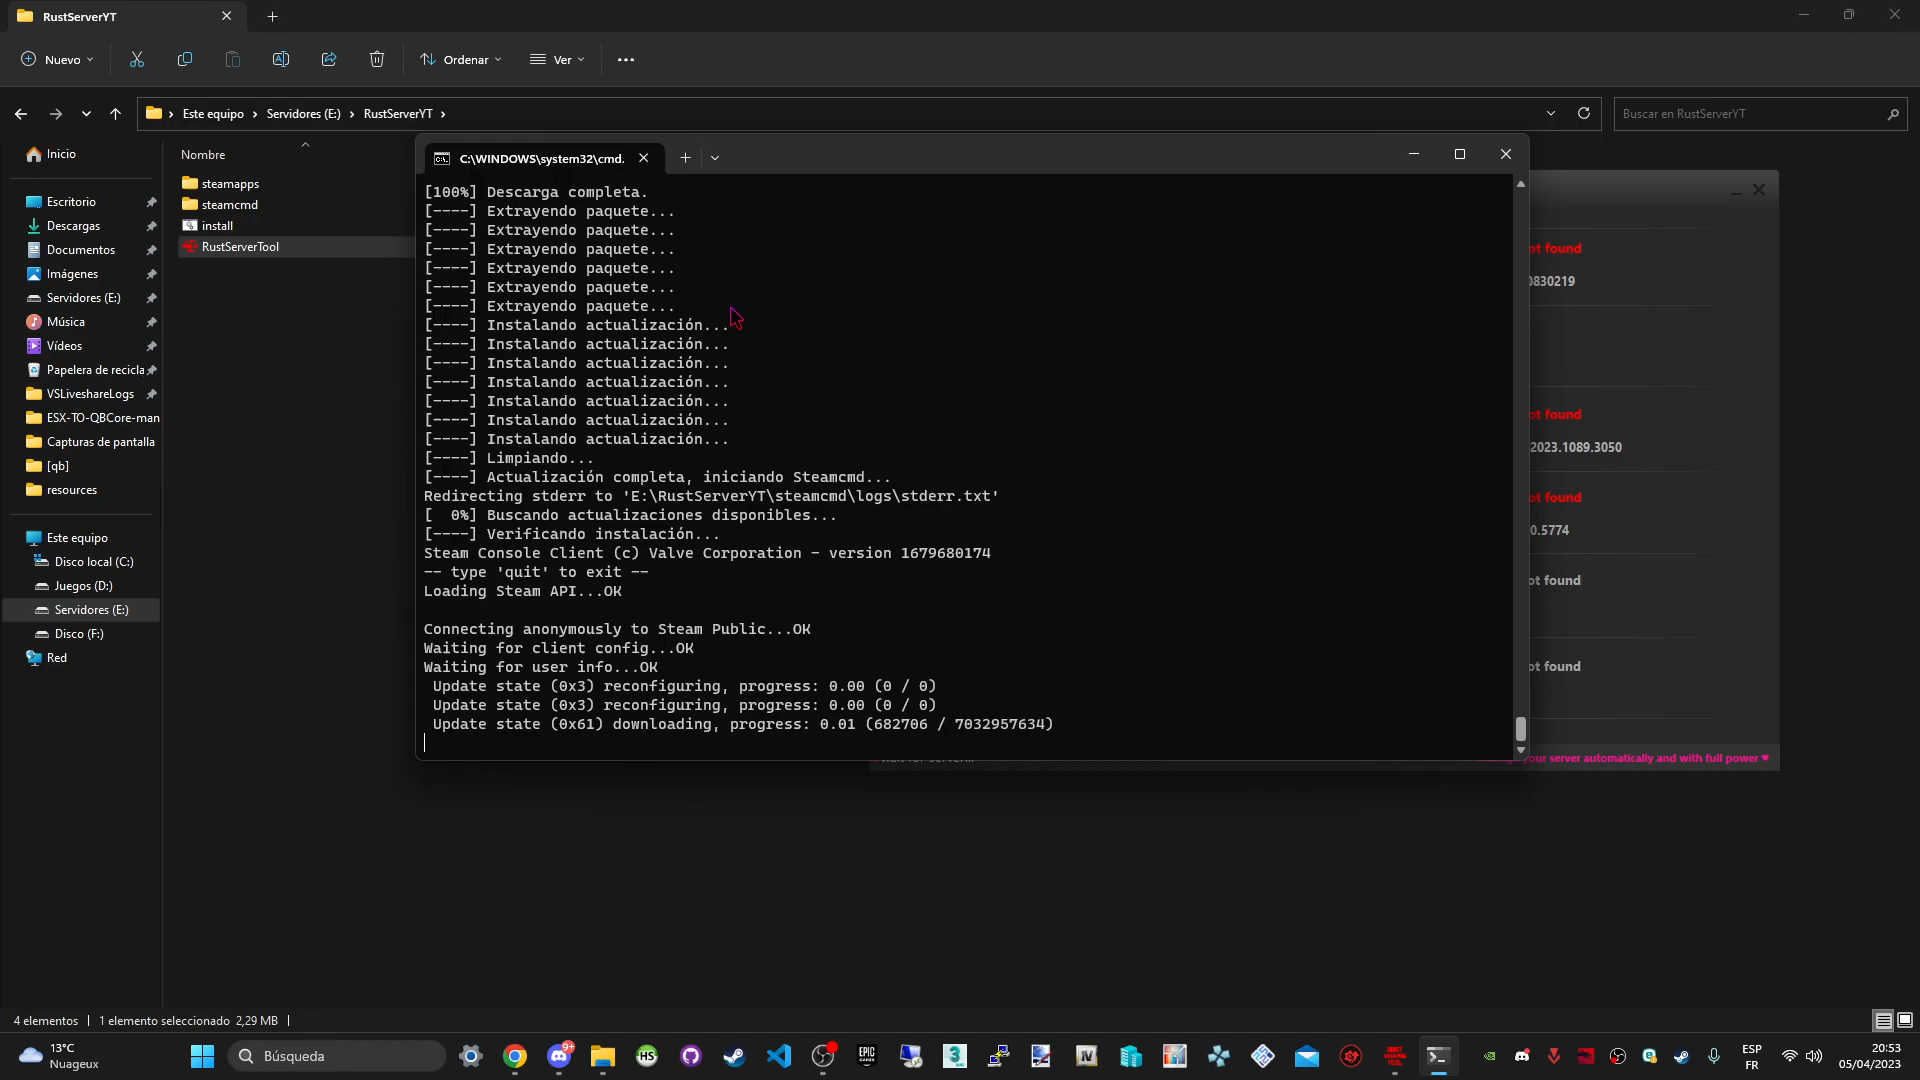 RustServerYT
Nuevo
Ordenar
Ver
Este equipo > Servidores (E:) > RustServerYT >
Buscar en RustServerYT
Inicio
Escritorio
Descargas
Documentos
Imágenes
Servidores (E:)
Música
Vídeos
Papelera de recicla
VSLiveshareLogs
ESX-TO-QBCore-man
Capturas de pantalla
[qb]
resources
Este equipo
Disco local (C:)
Juegos (D:)
Servidores (E:)
Disco (F:)
Red
Nombre
steamapps
steamcmd
install
RustServerTool
C:\WINDOWS\system32\cmd.
[100%] Descarga completa.
[----] Extrayendo paquete...
[----] Extrayendo paquete...
[----] Extrayendo paquete...
[----] Extrayendo paquete...
[----] Extrayendo paquete...
[----] Extrayendo paquete...
[----] Instalando actualización...
[----] Instalando actualización...
[----] Instalando actualización...
[----] Instalando actualización...
[----] Instalando actualización...
[----] Instalando actualización...
[----] Instalando actualización...
[----] Limpiando...
[----] Actualización completa, iniciando Steamcmd...
Redirecting stderr to 'E:\RustServerYT\steamcmd\logs\stderr.txt'
[  0%] Buscando actualizaciones disponibles...
[----] Verificando instalación...
Steam Console Client (c) Valve Corporation - version 1679680174
-- type 'quit' to exit --
Loading Steam API...OK
Connecting anonymously to Steam Public...OK
Waiting for client config...OK
Waiting for user info...OK
Update state (0x3) reconfiguring, progress: 0.00 (0 / 0)
Update state (0x3) reconfiguring, progress: 0.00 (0 / 0)
Update state (0x61) downloading, progress: 0.01 (682706 / 7032957634)
ot found
0830219
ot found
2023.1089.3050
ot found
0.5774
ot found
ot found
your server automatically and with full power ♥
4 elementos
1 elemento seleccionado 2,29 MB
13°C
Nuageux
Búsqueda
9+
HS
EPIC
GAMES
3
IV
ESP
FR
20:53
05/04/2023